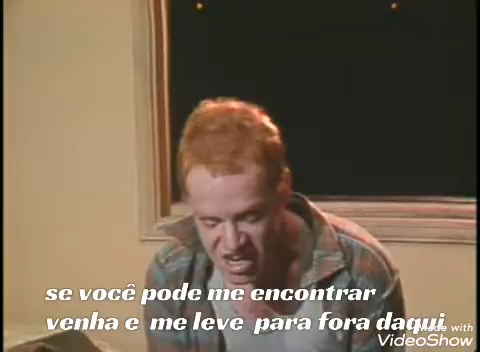 se você pode me encontrar
venha e me leve para fora daqui
Made with
VideoShow